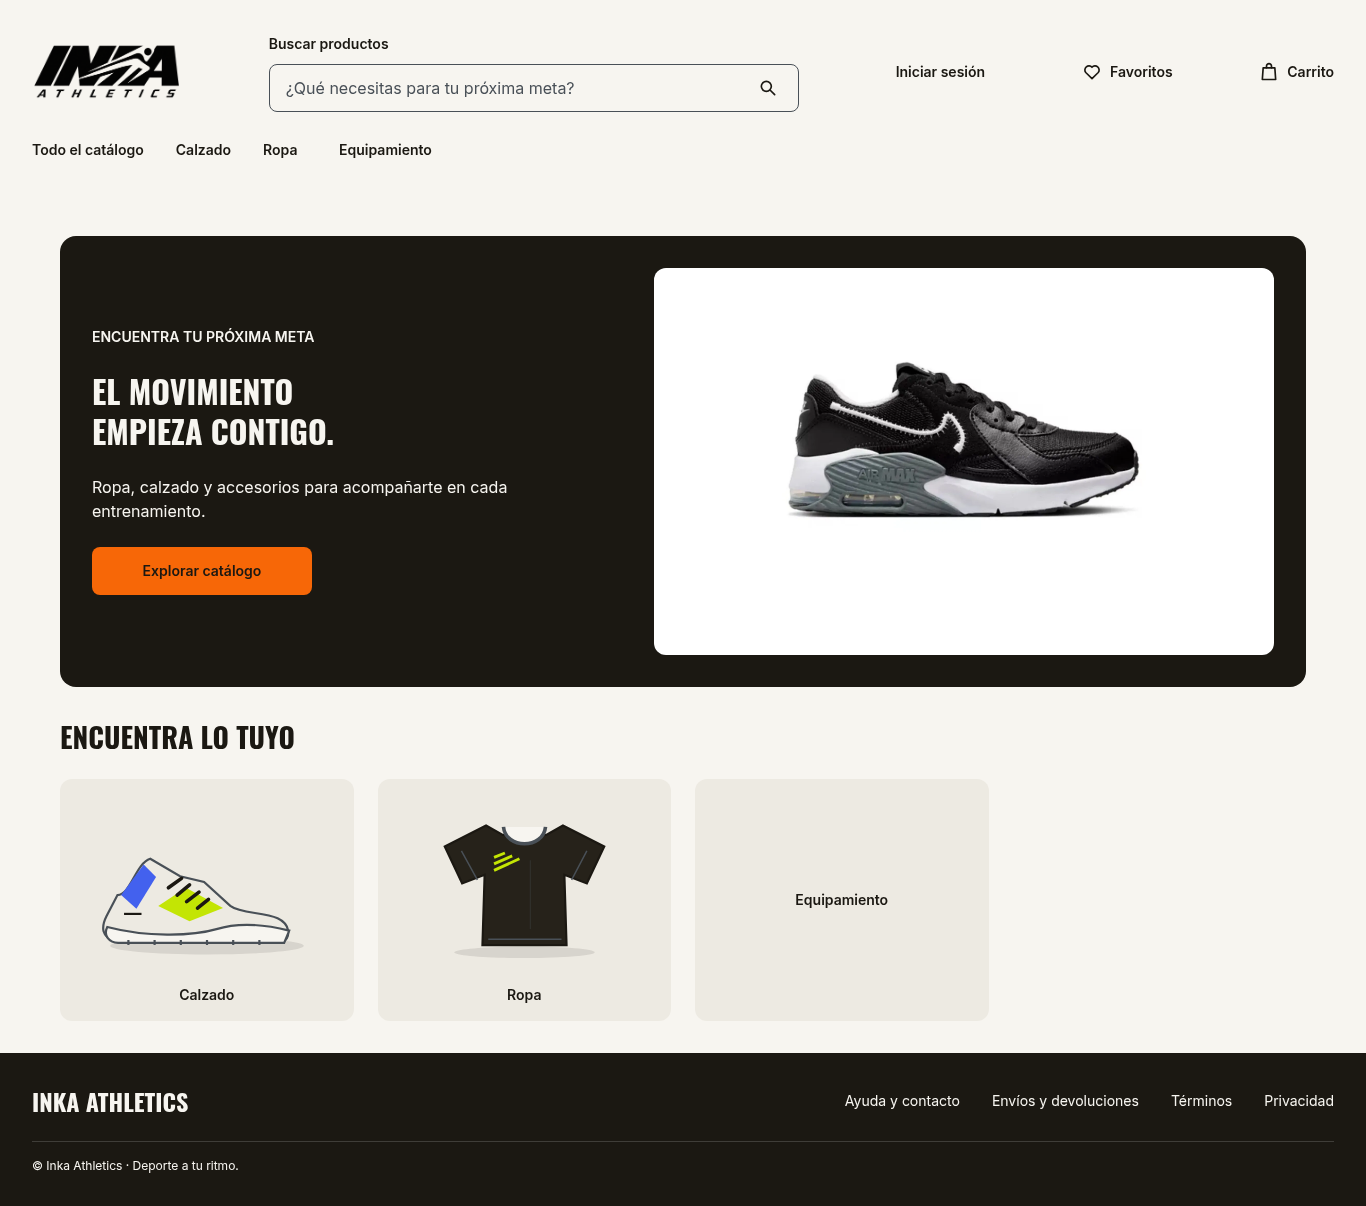 INKA
ATHLETICS
Buscar productos
¿Qué necesitas para tu próxima meta?
Iniciar sesión
Favoritos
Carrito
Todo el catálogo
Calzado
Ropa
Equipamiento
ENCUENTRA TU PRÓXIMA META
EL MOVIMIENTO
EMPIEZA CONTIGO.
Ropa, calzado y accesorios para acompañarte en cada
entrenamiento.
Explorar catálogo
AIR MAX
ENCUENTRA LO TUYO
Calzado
Ropa
Equipamiento
INKA ATHLETICS
Ayuda y contacto
Envíos y devoluciones
Términos
Privacidad
© Inka Athletics · Deporte a tu ritmo.